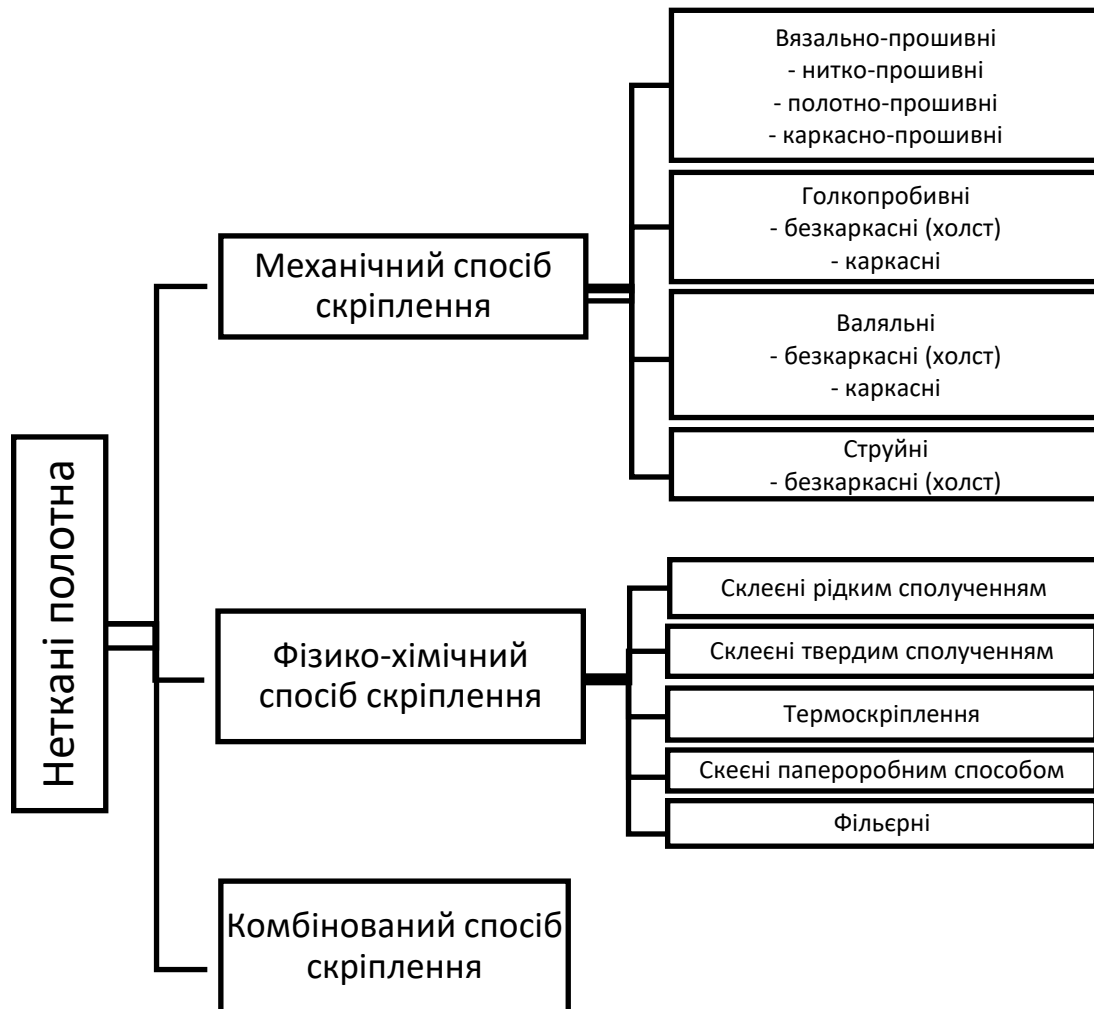 Неткані полотна
Механічний спосіб
скріплення
Вязально-прошивні
- нитко-прошивні
- полотно-прошивні
- каркасно-прошивні
Голкопробивні
- безкаркасні (холст)
- каркасні
Валяльні
- безкаркасні (холст)
- каркасні
Струйні
- безкаркасні (холст)
Фізико-хімічний
спосіб скріплення
Склеєні рідким сполученням
Склеєні твердим сполученням
Термоскріплення
Скеєні папероробним способом
Фільєрні
Комбінований спосіб
скріплення